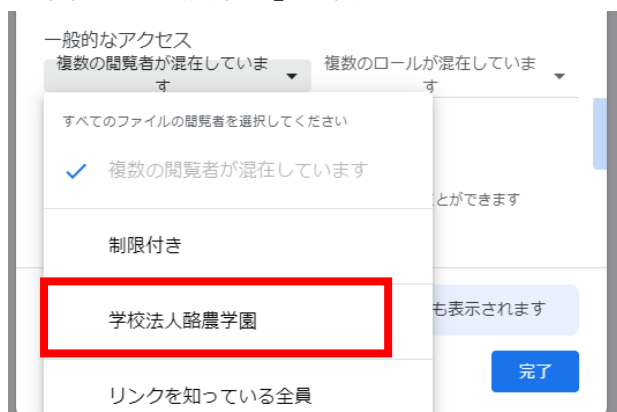 一般的なアクセス
複数の閲覧者が混在していま
す
複数のロールが混在していま
す
すべてのファイルの閲覧者を選択してください
複数の閲覧者が混在しています
とができます
制限付き
学校法人酪農学園
も表示されます
完了
リンクを知っている全員